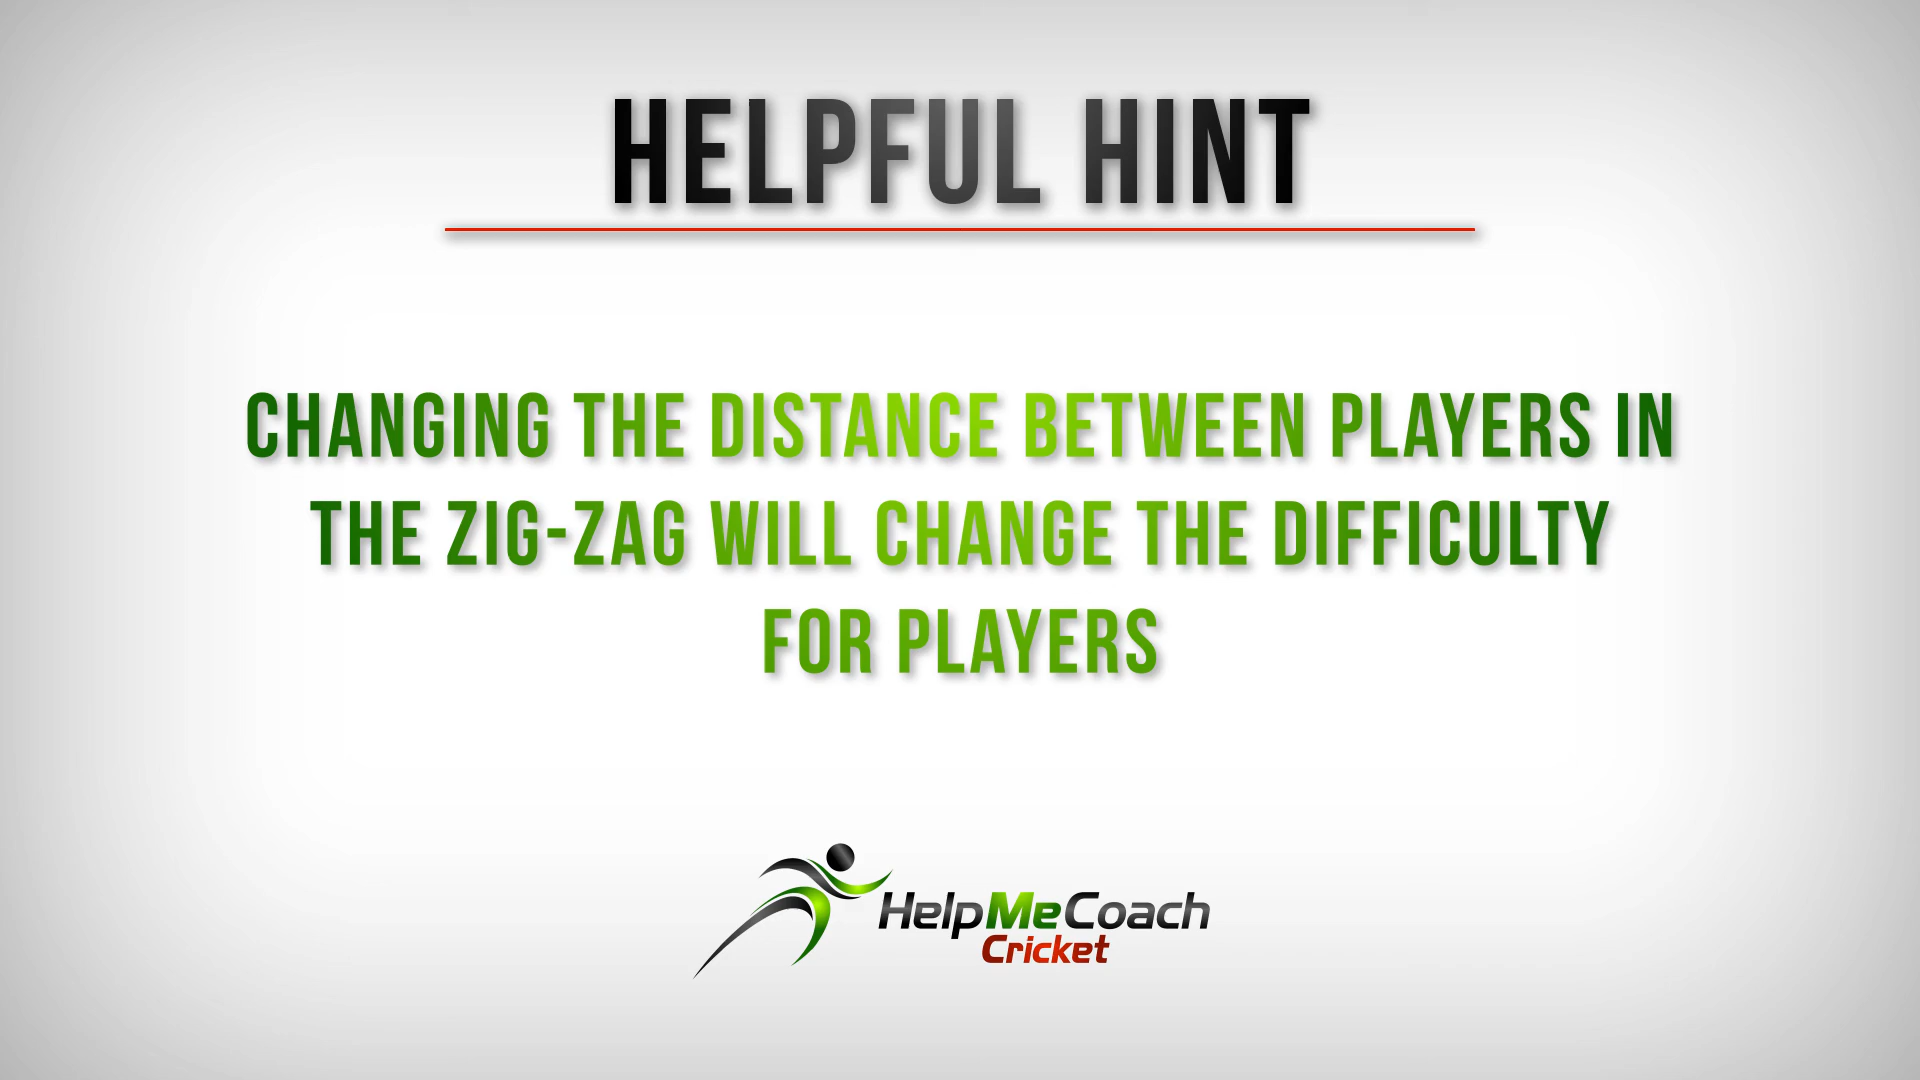 HELPFUL HINT
CHANGING THE DISTANCE BETWEEN PLAYERS IN
THE ZIG-ZAG WILL CHANGE THE DIFFICULTY
FOR PLAYERS
HelpMeCoach
Cricket